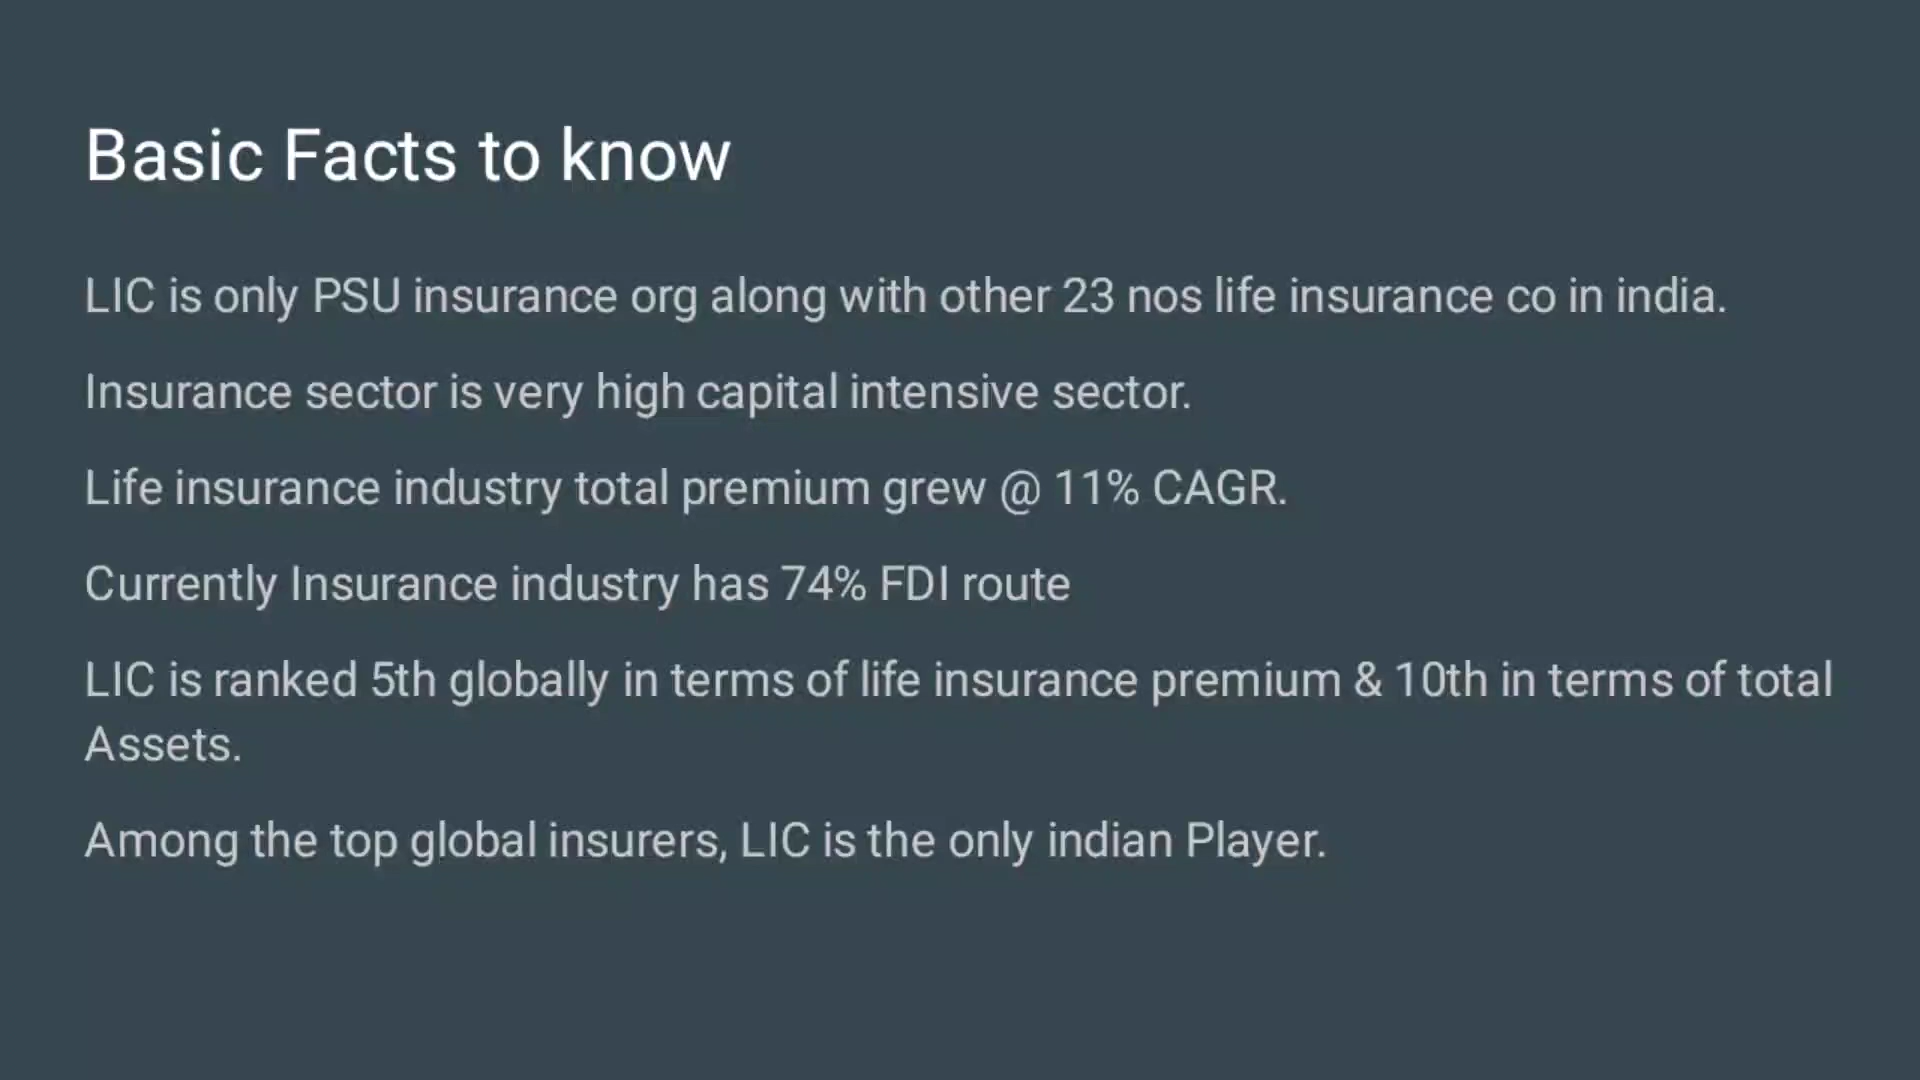 Basic Facts to know
LIC is only PSU insurance org along with other 23 nos life insurance co in india.
Insurance sector is very high capital intensive sector.
Life insurance industry total premium grew @ 11% CAGR.
Currently Insurance industry has 74% FDI route
LIC is ranked 5th globally in terms of life insurance premium & 10th in terms of total
Assets.
Among the top global insurers, LIC is the only indian Player.